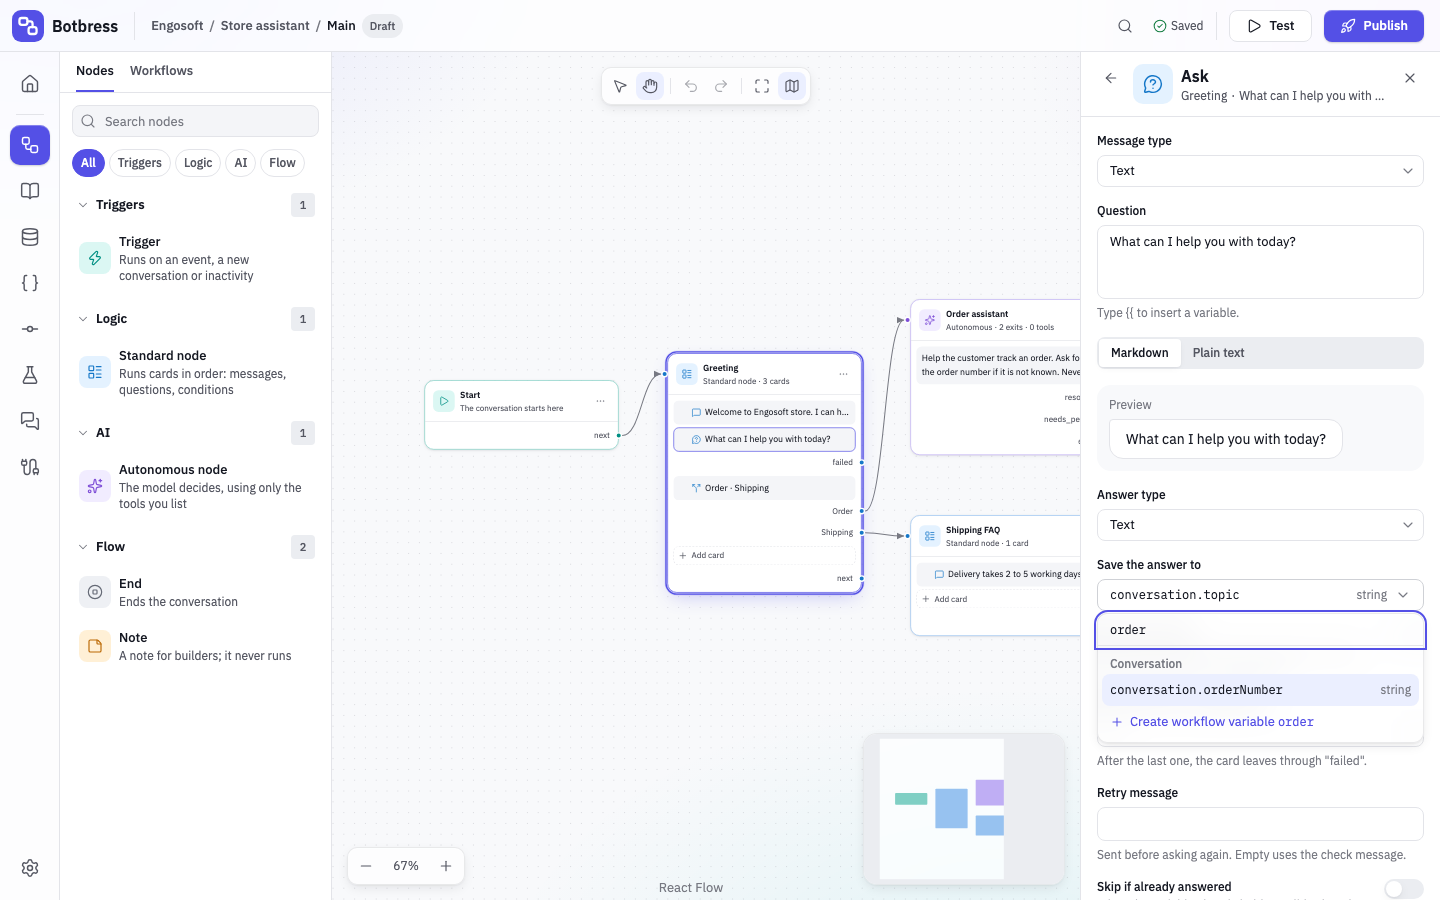 Botbress
Engosoft / Store assistant / Main Draft
Saved
Test
Publish
Nodes Workflows
Search nodes
All Triggers Logic AI Flow
Triggers 1
Trigger
Runs on an event, a new
conversation or inactivity
Logic 1
Standard node
Runs cards in order: messages,
questions, conditions
AI 1
Autonomous node
The model decides, using only the
tools you list
Flow 2
End
Ends the conversation
Note
A note for builders; it never runs
Start
The conversation starts here
next
Greeting
Standard node · 3 cards
Welcome to Engosoft store. I can h...
What can I help you with today?
failed
Order · Shipping
Order
Shipping
Add card
next
Order assistant
Autonomous · 2 exits · 0 tools
Help the customer track an order. Ask fo
the order number if it is not known. Neve
reso
needs_pe
Shipping FAQ
Standard node · 1 card
Delivery takes 2 to 5 working days
Add card
67%
React Flow
Ask
Greeting · What can I help you with ...
Message type
Text
Question
What can I help you with today?
Type {{ to insert a variable.
Markdown Plain text
Preview
What can I help you with today?
Answer type
Text
Save the answer to
conversation.topic string
order
Conversation
conversation.orderNumber string
Create workflow variable order
After the last one, the card leaves through "failed".
Retry message
Sent before asking again. Empty uses the check message.
Skip if already answered